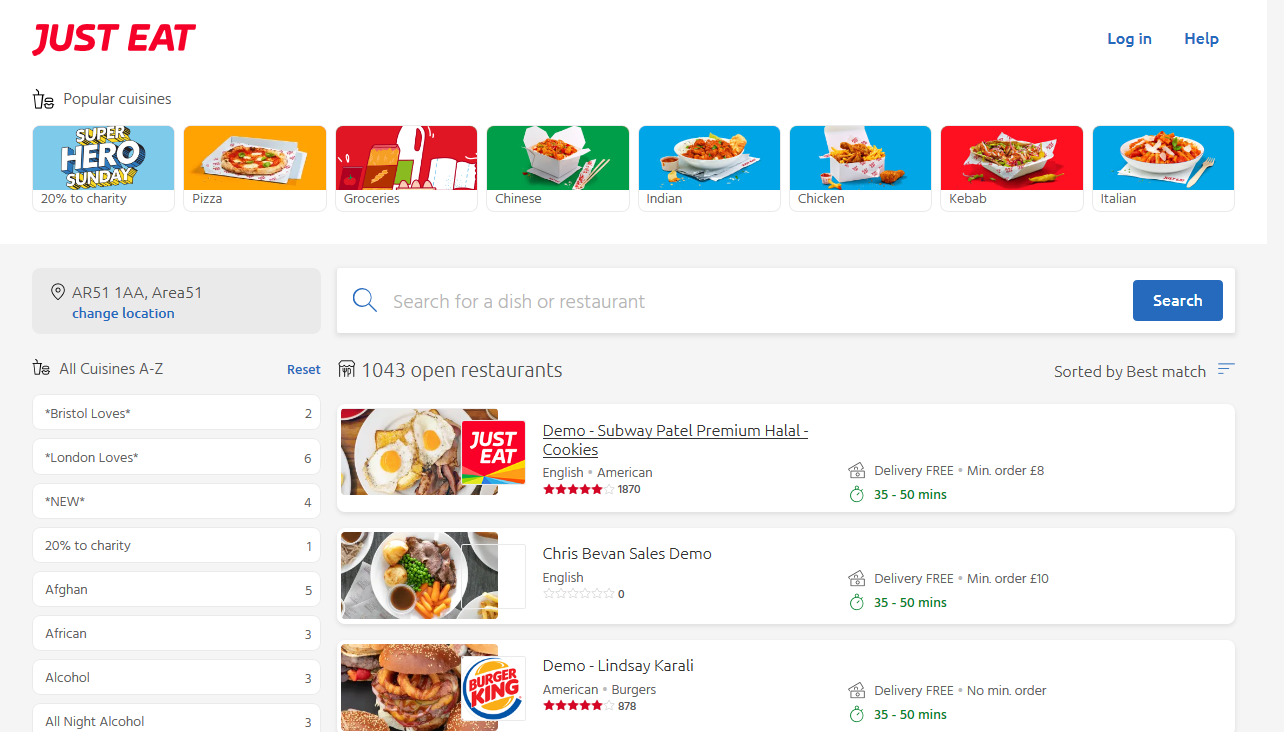 JUST EAT
Log in
Help
Popular cuisines
SUPER
HERO
SUNDAY
20% to charity
Pizza
Groceries
Chinese
Indian
Chicken
Kebab
Italian
AR51 1AA, Area51
change location
Search for a dish or restaurant
Search
All Cuisines A-Z
Reset
*Bristol Loves* 2
*London Loves* 6
*NEW* 4
20% to charity 1
Afghan 5
African 3
Alcohol 3
All Night Alcohol 3
1043 open restaurants
Sorted by Best match
JUST
EAT
Demo - Subway Patel Premium Halal -
Cookies
English • American
1870
Delivery FREE • Min. order £8
35 - 50 mins
Chris Bevan Sales Demo
English
0
Delivery FREE • Min. order £10
35 - 50 mins
BURGER
KING
Demo - Lindsay Karali
American • Burgers
878
Delivery FREE • No min. order
35 - 50 mins